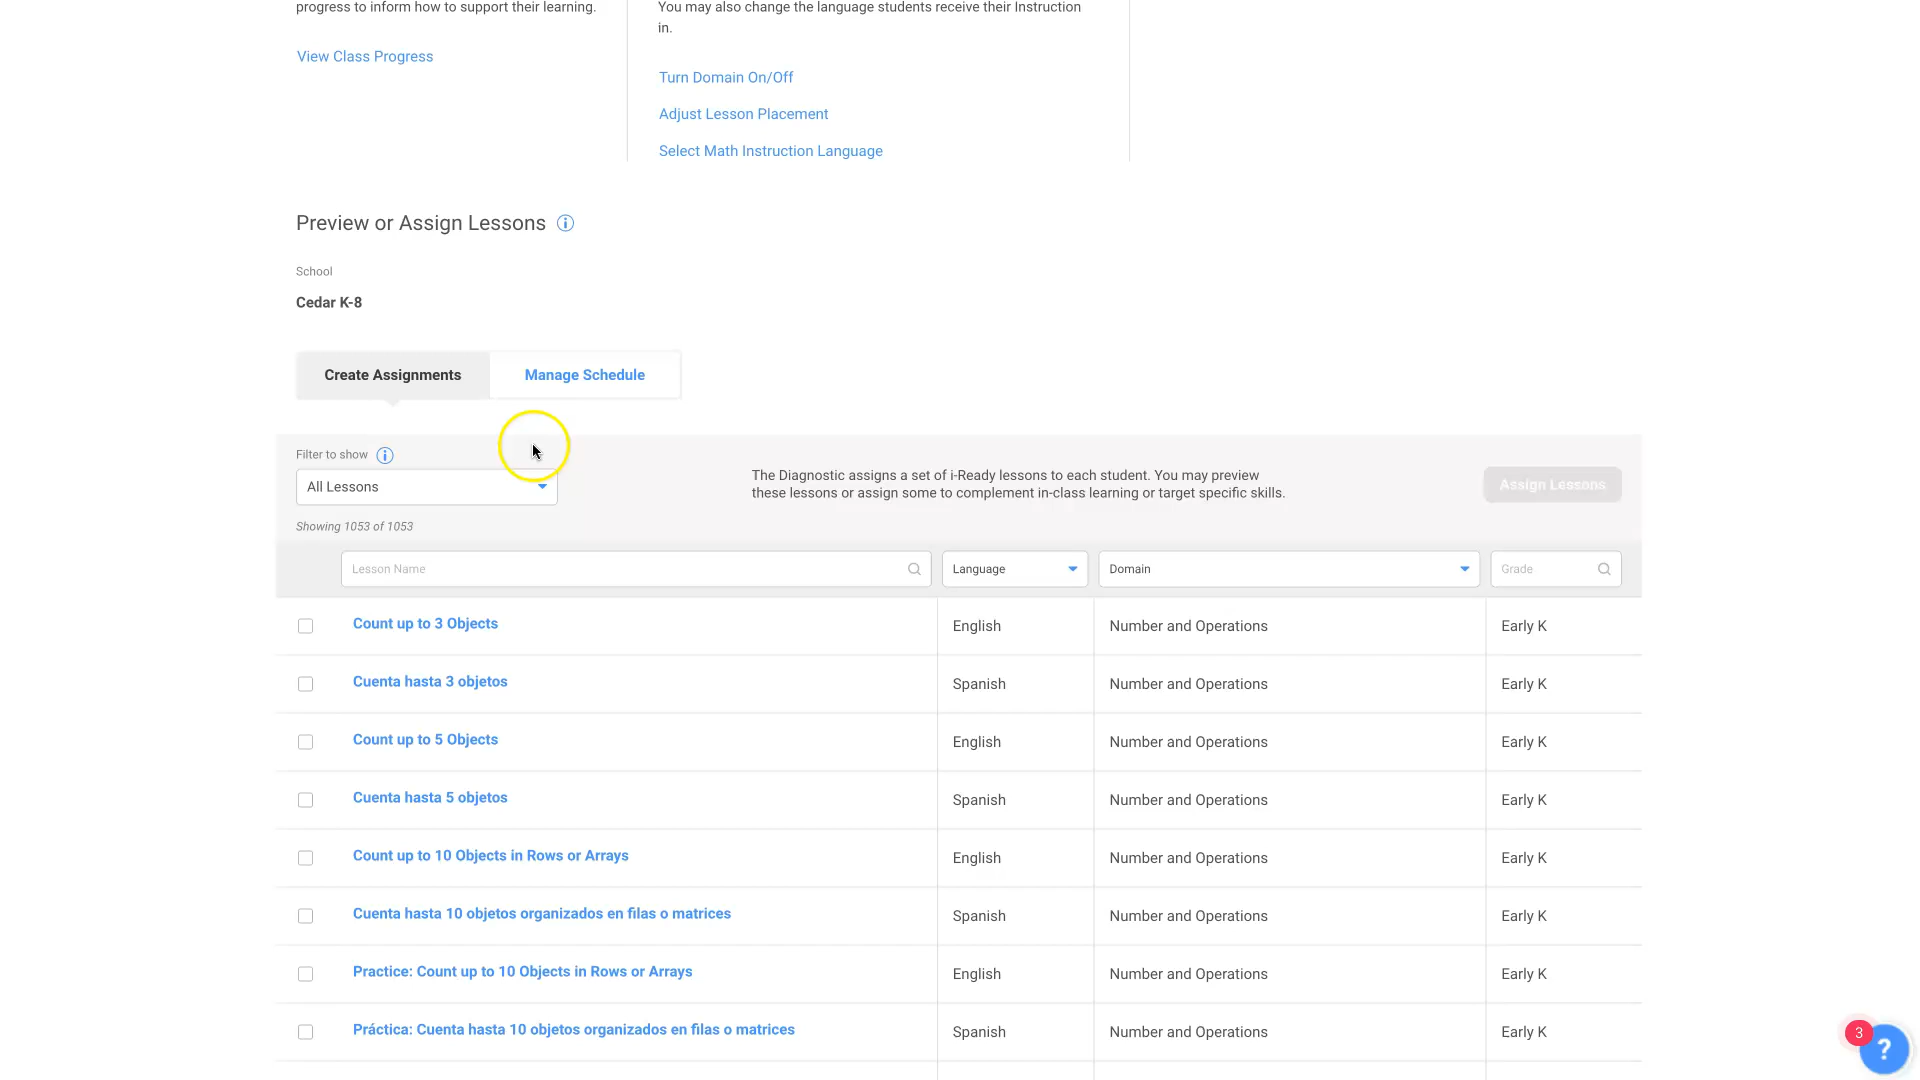 progress to inform how to support their learning.
You may also change the language students receive their Instruction
in.
View Class Progress
Turn Domain On/Off
Adjust Lesson Placement
Select Math Instruction Language
Preview or Assign Lessons
School
Cedar K-8
Create Assignments
Manage Schedule
Filter to show
All Lessons
Showing 1053 of 1053
The Diagnostic assigns a set of i-Ready lessons to each student. You may preview
these lessons or assign some to complement in-class learning or target specific skills.
Assign Lessons
Lesson Name
Language
Domain
Grade
Count up to 3 Objects
English
Number and Operations
Early K
Cuenta hasta 3 objetos
Spanish
Number and Operations
Early K
Count up to 5 Objects
English
Number and Operations
Early K
Cuenta hasta 5 objetos
Spanish
Number and Operations
Early K
Count up to 10 Objects in Rows or Arrays
English
Number and Operations
Early K
Cuenta hasta 10 objetos organizados en filas o matrices
Spanish
Number and Operations
Early K
Practice: Count up to 10 Objects in Rows or Arrays
English
Number and Operations
Early K
Práctica: Cuenta hasta 10 objetos organizados en filas o matrices
Spanish
Number and Operations
Early K
3
?